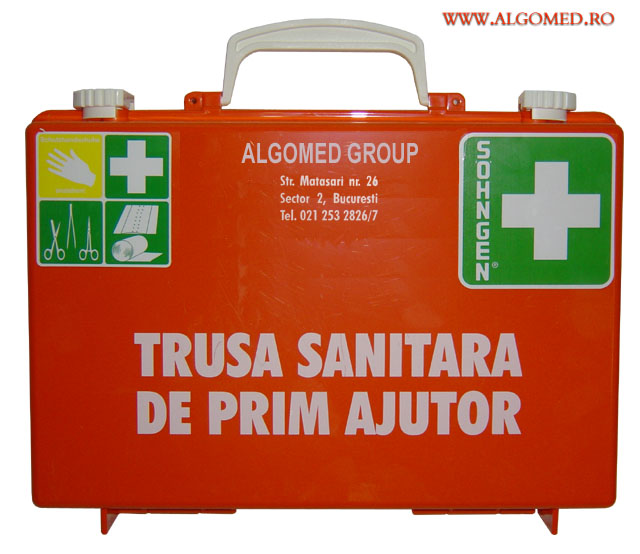 WWW.ALGOMED.RO
ALGOMED GROUP
Str. Matasari nr. 26
Sector 2, Bucuresti
Tel. 021 253 2826/7
SÖHNGEN®
TRUSA SANITARA
DE PRIM AJUTOR